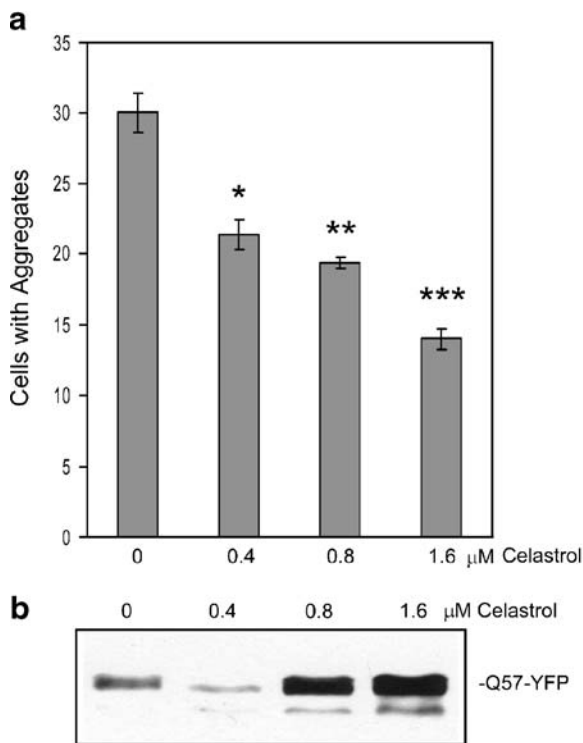 a
35
30
25
20
15
10
5
0
Cells with Aggregates
*
**
***
0 0.4 0.8 1.6 μM Celastrol
b
0 0.4 0.8 1.6 μM Celastrol
-Q57-YFP